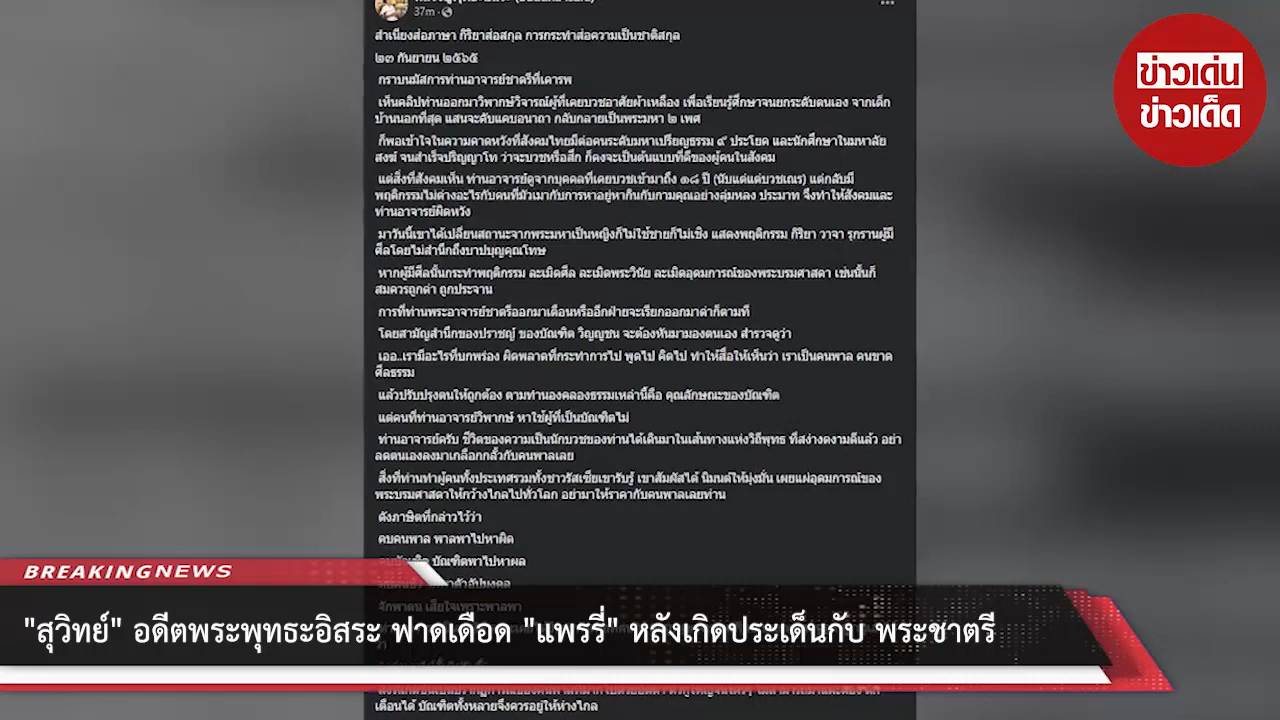 37m
สำเนียงส่อภาษา กิริยาส่อสกุล การกระทำส่อความเป็นชาติสกุล
๒๓ กันยายน ๒๕๖๕
กราบนมัสการท่านอาจารย์ชาตรีที่เคารพ
เห็นคลิปท่านออกมาวิพากษ์วิจารณ์ผู้ที่เคยบวชอาศัยผ้าเหลือง เพื่อเรียนรู้ศึกษาจนยกระดับตนเอง จากเด็ก
บ้านนอกที่สุด แสนจะคับแคบอนาถา กลับกลายเป็นพระมหา ๒ เพศ
ก็พอเข้าใจในความคาดหวังที่สังคมไทยมีต่อคนระดับมหาเปรียญธรรม ๙ ประโยค และนักศึกษาในมหาลัย
สงฆ์ จนสำเร็จปริญญาโท ว่าจะบวชหรือสึก ก็คงจะเป็นต้นแบบที่ดีของผู้คนในสังคม
แต่สิ่งที่สังคมเห็น ท่านอาจารย์ดูจากบุคคลที่เคยบวชเข้ามาถึง ๑๘ ปี (นับแต่แต่บวชเณร) แต่กลับมี
พฤติกรรมไม่ต่างอะไรกับคนที่มัวเมากับการหาอยู่หากินกับกามคุณอย่างลุ่มหลง ประมาท จึงทำให้สังคมและ
ท่านอาจารย์ผิดหวัง
มาวันนี้เขาได้เปลี่ยนสถานะจากพระมหาเป็นหญิงก็ไม่ใช่ชายก็ไม่เชิง แสดงพฤติกรรม กิริยา วาจา รุกรานผู้มี
ศีลโดยไม่สำนึกถึงบาปบุญคุณโทษ
หากผู้มีศีลนั้นกระทำพฤติกรรม ละเมิดศีล ละเมิดพระวินัย ละเมิดอุดมการณ์ของพระบรมศาสดา เช่นนั้นก็
สมควรถูกด่า ถูกประจาน
การที่ท่านพระอาจารย์ชาตรีออกมาเตือนหรืออีกฝ่ายจะเรียกออกมาด่าก็ตามที
โดยสามัญสำนึกของปราชญ์ ของบัณฑิต วิญญูชน จะต้องหันมามองตนเอง สำรวจดูว่า
เออ..เรามีอะไรที่บกพร่อง ผิดพลาดที่กระทำการไป พูดไป คิดไป ทำให้สื่อให้เห็นว่า เราเป็นคนพาล คนขาด
ศีลธรรม
แล้วปรับปรุงตนให้ถูกต้อง ตามท่านองคลองธรรมเหล่านี้คือ คุณลักษณะของบัณฑิต
แต่คนที่ท่านอาจารย์วิพากษ์ หาใช่ผู้ที่เป็นบัณฑิตไม่
ท่านอาจารย์ครับ ชีวิตของความเป็นนักบวชของท่านได้เดินมาในเส้นทางแห่งวิถีพุทธ ที่สง่างดงามดีแล้ว อย่า
ลดตนเองลงมาเกลือกกลั้วกับคนพาลเลย
สิ่งที่ท่านทำผู้คนทั้งประเทศรวมทั้งชาวรัสเซียเขารับรู้ เขาสัมผัสได้ นิมนต์ให้มุ่งมั่น เผยแผ่อุดมการณ์ของ
พระบรมศาสดาให้กว้างไกลไปทั่วโลก อย่ามาให้ราคากับคนพาลเลยท่าน
ดังภาษิตที่กล่าวไว้ว่า
คบคนพาล พาลพาไปหาผิด
คบบัณฑิต บัณฑิตพาไปหาผล
เตือนได้ บัณฑิตทั้งหลายจึงควรอยู่ให้ห่างไกล
ข่าวเด่น
ข่าวเด็ด
BREAKING NEWS
"สุวิทย์" อดีตพระพุทธะอิสระ ฟาดเดือด "แพรรี่" หลังเกิดประเด็นกับ พระชาตรี